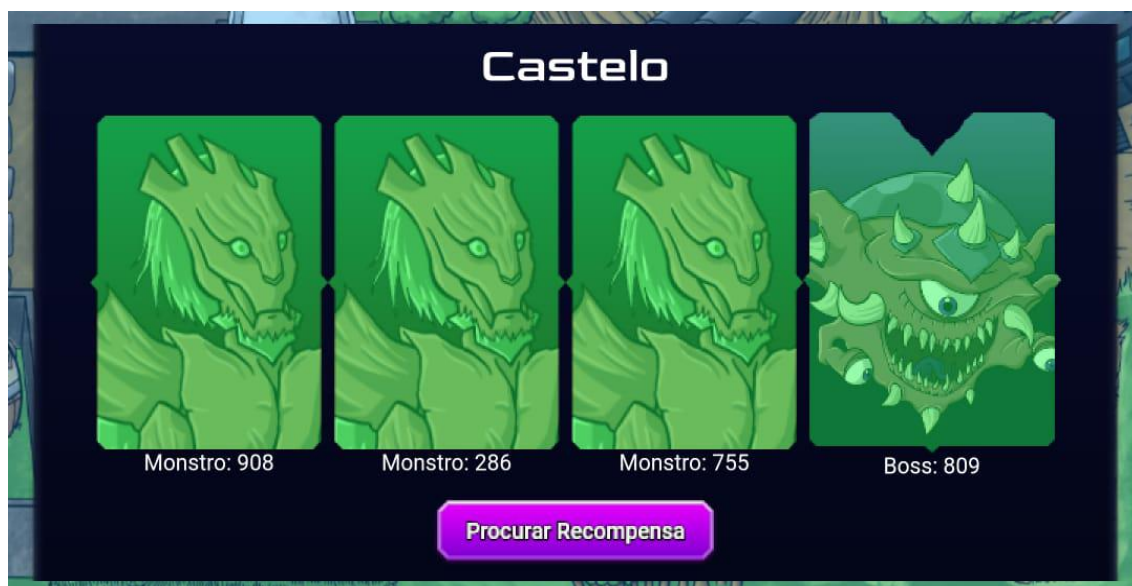 Castelo
Monstro: 908
Monstro: 286
Monstro: 755
Boss: 809
Procurar Recompensa